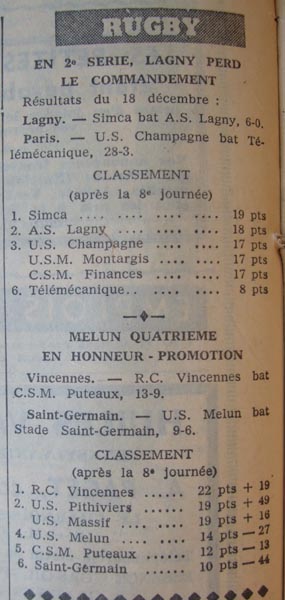 RUGBY
EN 2e SERIE, LAGNY PERD
LE COMMANDEMENT
Résultats du 18 décembre :
Lagny. — Simca bat A.S. Lagny, 6-0.
Paris. — U.S. Champagne bat Té-
lémécanique, 28-3.
CLASSEMENT
(après la 8e journée)
1. Simca .... .... .... .... 19 pts
2. A.S. Lagny .... .... .... 18 pts
3. U.S. Champagne .... .... 17 pts
U.S.M. Montargis .... .... 17 pts
C.S.M. Finances .... .... 17 pts
6. Télémécanique.. .... .... 8 pts
MELUN QUATRIEME
EN HONNEUR - PROMOTION
Vincennes. — R.C. Vincennes bat
C.S.M. Puteaux, 13-9.
Saint-Germain. — U.S. Melun bat
Stade Saint-Germain, 9-6.
CLASSEMENT
(après la 8e journée)
1. R.C. Vincennes ...... 22 pts + 19
2. U.S. Pithiviers ...... 19 pts + 49
U.S. Massif .... .... 19 pts + 16
4. U.S. Melun .... .... 14 pts — 27
5. C.S.M. Puteaux ...... 12 pts — 13
6. Saint-Germain ...... 10 pts — 44